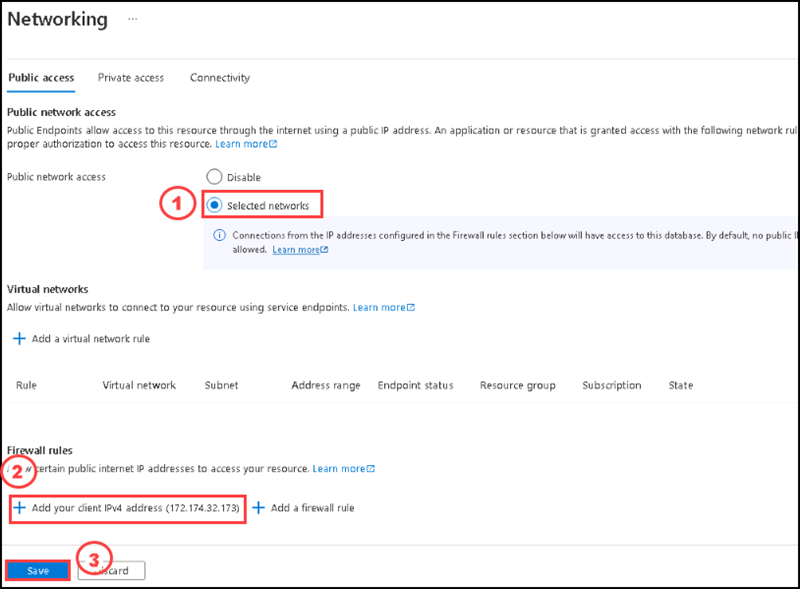 Networking ...
Public access Private access Connectivity
Public network access
Public Endpoints allow access to this resource through the internet using a public IP address. An application or resource that is granted access with the following network rul
proper authorization to access this resource. Learn more
Public network access
Disable
1 Selected networks
Connections from the IP addresses configured in the Firewall rules section below will have access to this database. By default, no public I
allowed. Learn more
Virtual networks
Allow virtual networks to connect to your resource using service endpoints. Learn more
+ Add a virtual network rule
Rule Virtual network Subnet Address range Endpoint status Resource group Subscription State
Firewall rules
2 certain public internet IP addresses to access your resource. Learn more
+ Add your client IPv4 address (172.174.32.173) + Add a firewall rule
3
Save card